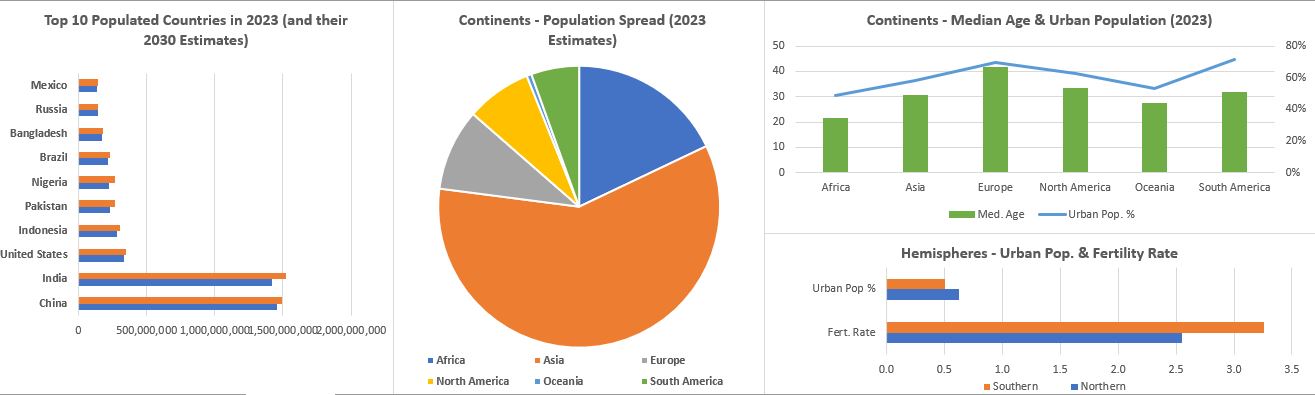 Top 10 Populated Countries in 2023 (and their
2030 Estimates)
Mexico
Russia
Bangladesh
Brazil
Nigeria
Pakistan
Indonesia
United States
India
China
0 500,000,000 1,000,000,000 1,500,000,000 2,000,000,000
Continents - Population Spread (2023
Estimates)
Africa Asia Europe
North America Oceania South America
Continents - Median Age & Urban Population (2023)
50 80%
40 60%
30
20 40%
10 20%
0 0%
Africa Asia Europe North America Oceania South America
Med. Age Urban Pop. %
Hemispheres - Urban Pop. & Fertility Rate
Urban Pop %
Fert. Rate
0.0 0.5 1.0 1.5 2.0 2.5 3.0 3.5
Southern Northern